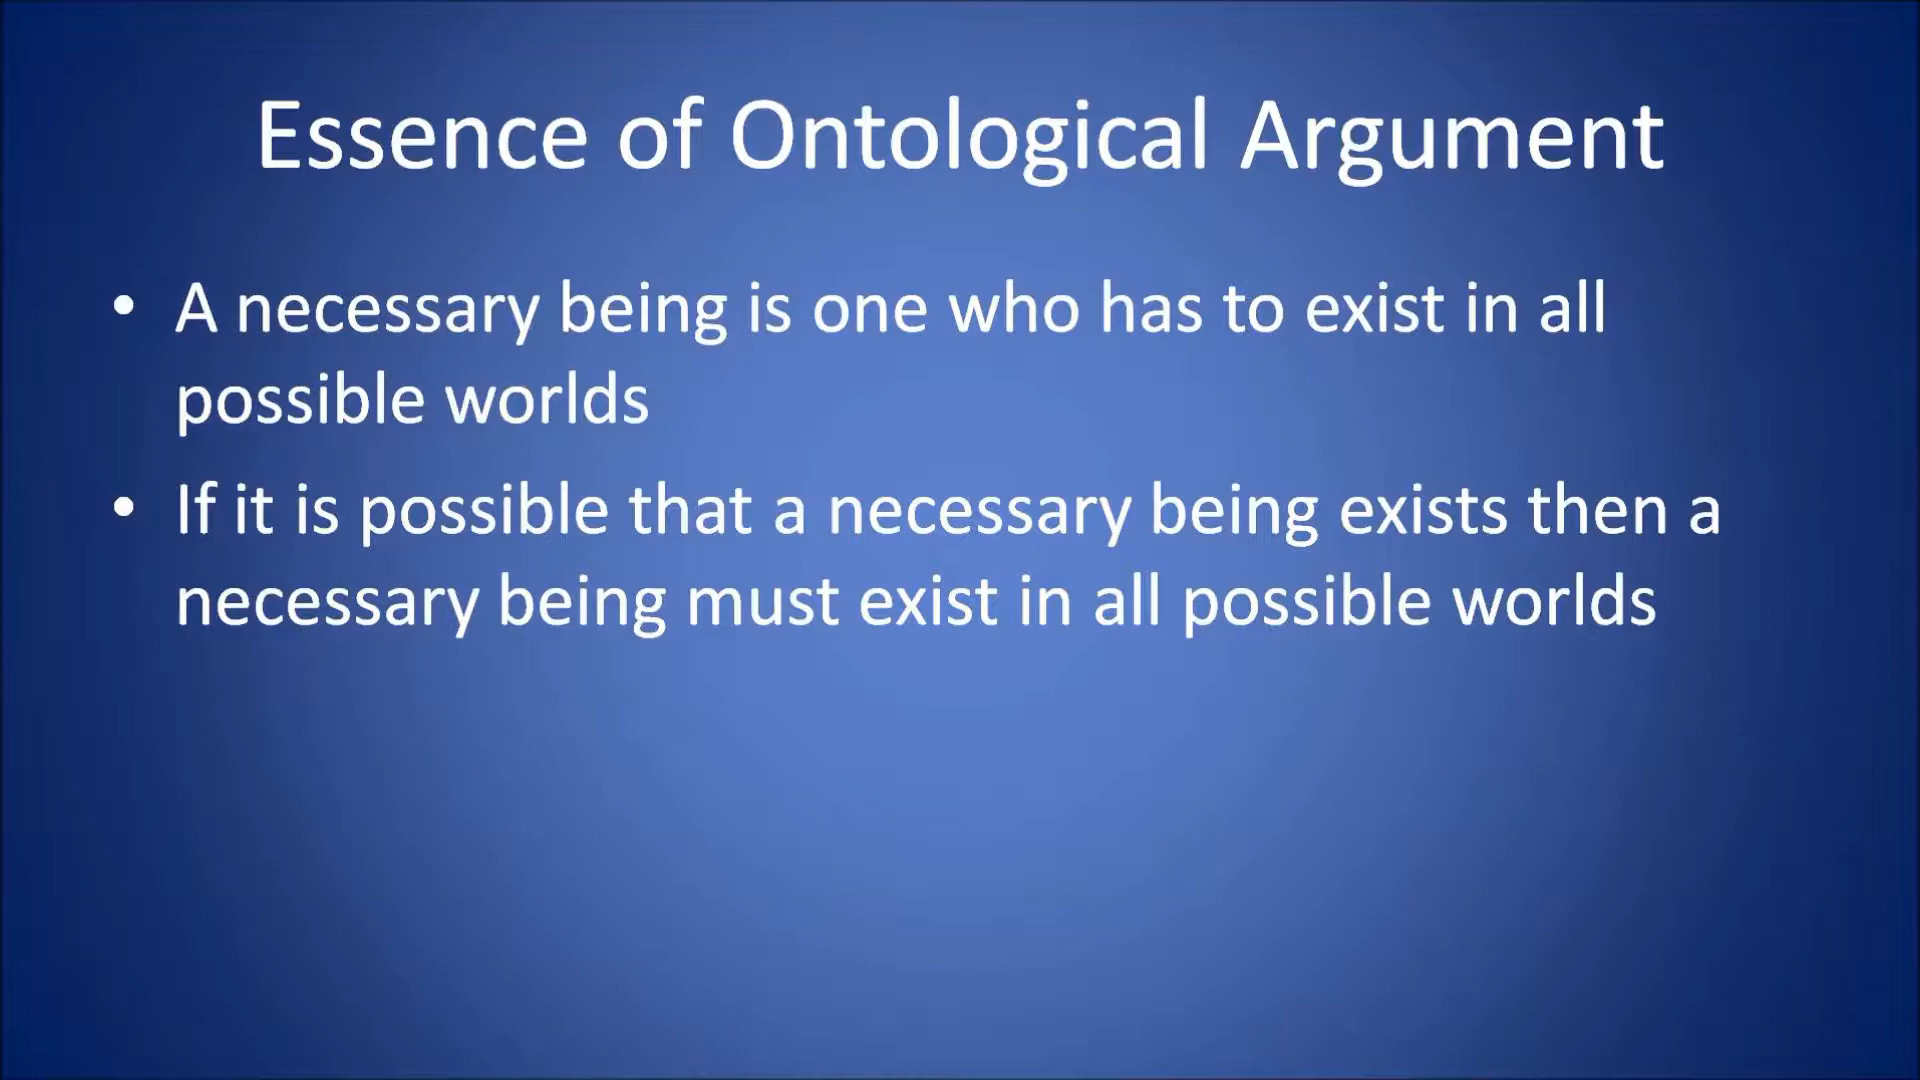 Essence of Ontological Argument
• A necessary being is one who has to exist in all
possible worlds
• If it is possible that a necessary being exists then a
necessary being must exist in all possible worlds